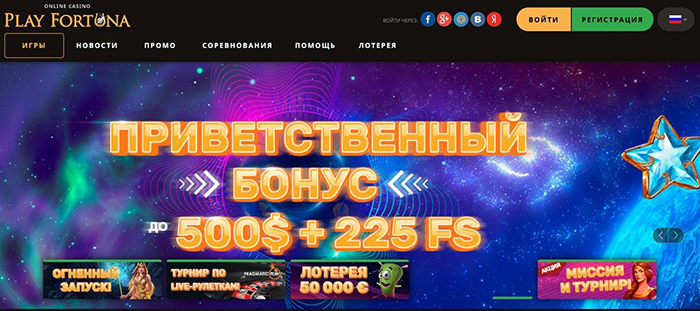 ONLINE CASINO
PLAY FORTUNA
ВОЙТИ ЧЕРЕЗ:
ВОЙТИ
РЕГИСТРАЦИЯ
ИГРЫ
НОВОСТИ
ПРОМО
СОРЕВНОВАНИЯ
ПОМОЩЬ
ЛОТЕРЕЯ
ПРИВЕТСТВЕННЫЙ
БОНУС
ДО 500$ + 225 FS
ОГНЕННЫЙ
ЗАПУСК!
ТУРНИР ПО
LIVE-РУЛЕТКАМ!
PRAGMATIC PLAY
ЛОТЕРЕЯ
50 000 €
АКЦИЯ
МИССИЯ
И ТУРНИР!